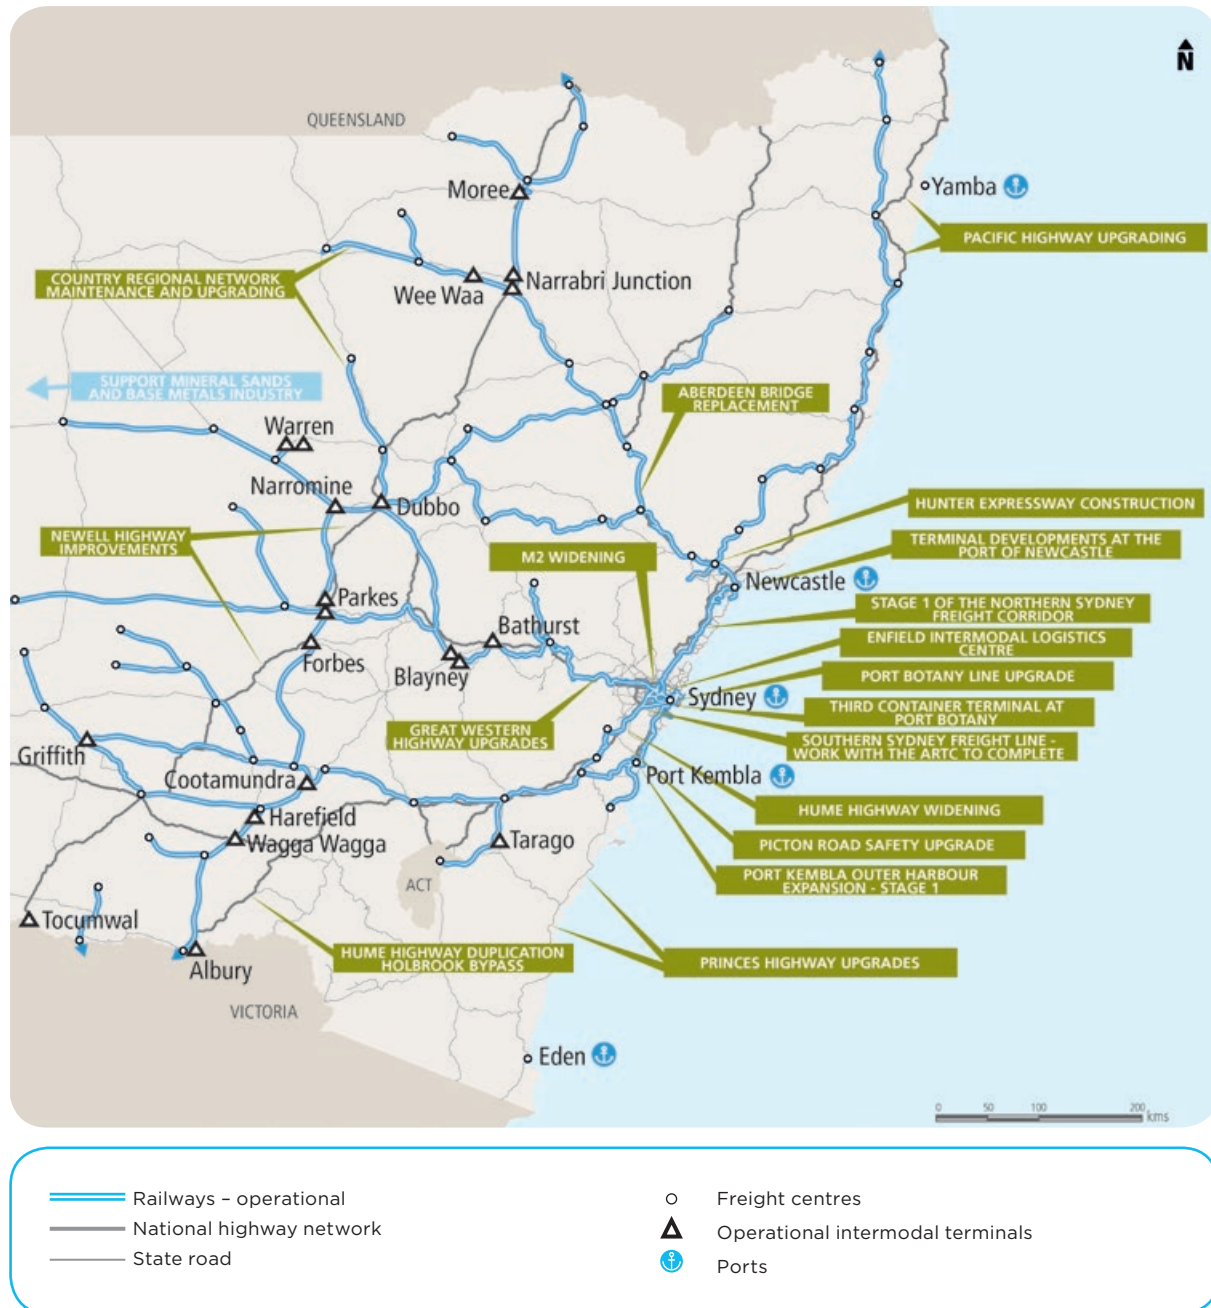 N
QUEENSLAND
Moree
Yamba
PACIFIC HIGHWAY UPGRADING
COUNTRY REGIONAL NETWORK
MAINTENANCE AND UPGRADING
Narrabri Junction
Wee Waa
SUPPORT MINERAL SANDS
AND BASE METALS INDUSTRY
ABERDEEN BRIDGE
REPLACEMENT
Warren
Narromine
Dubbo
HUNTER EXPRESSWAY CONSTRUCTION
NEWELL HIGHWAY
IMPROVEMENTS
TERMINAL DEVELOPMENTS AT THE
PORT OF NEWCASTLE
M2 WIDENING
Newcastle
Parkes
STAGE 1 OF THE NORTHERN SYDNEY
FREIGHT CORRIDOR
Bathurst
ENFIELD INTERMODAL LOGISTICS
CENTRE
Forbes
Blayney
PORT BOTANY LINE UPGRADE
Sydney
THIRD CONTAINER TERMINAL AT
PORT BOTANY
GREAT WESTERN
HIGHWAY UPGRADES
SOUTHERN SYDNEY FREIGHT LINE -
WORK WITH THE ARTC TO COMPLETE
Griffith
Cootamundra
Port Kembla
HUME HIGHWAY WIDENING
Harefield
Wagga Wagga
Tarago
PICTON ROAD SAFETY UPGRADE
ACT
PORT KEMBLA OUTER HARBOUR
EXPANSION - STAGE 1
Tocumwal
HUME HIGHWAY DUPLICATION
HOLBROOK BYPASS
PRINCES HIGHWAY UPGRADES
Albury
VICTORIA
Eden
0 50 100 200
kms
Railways – operational
National highway network
State road
Freight centres
Operational intermodal terminals
Ports